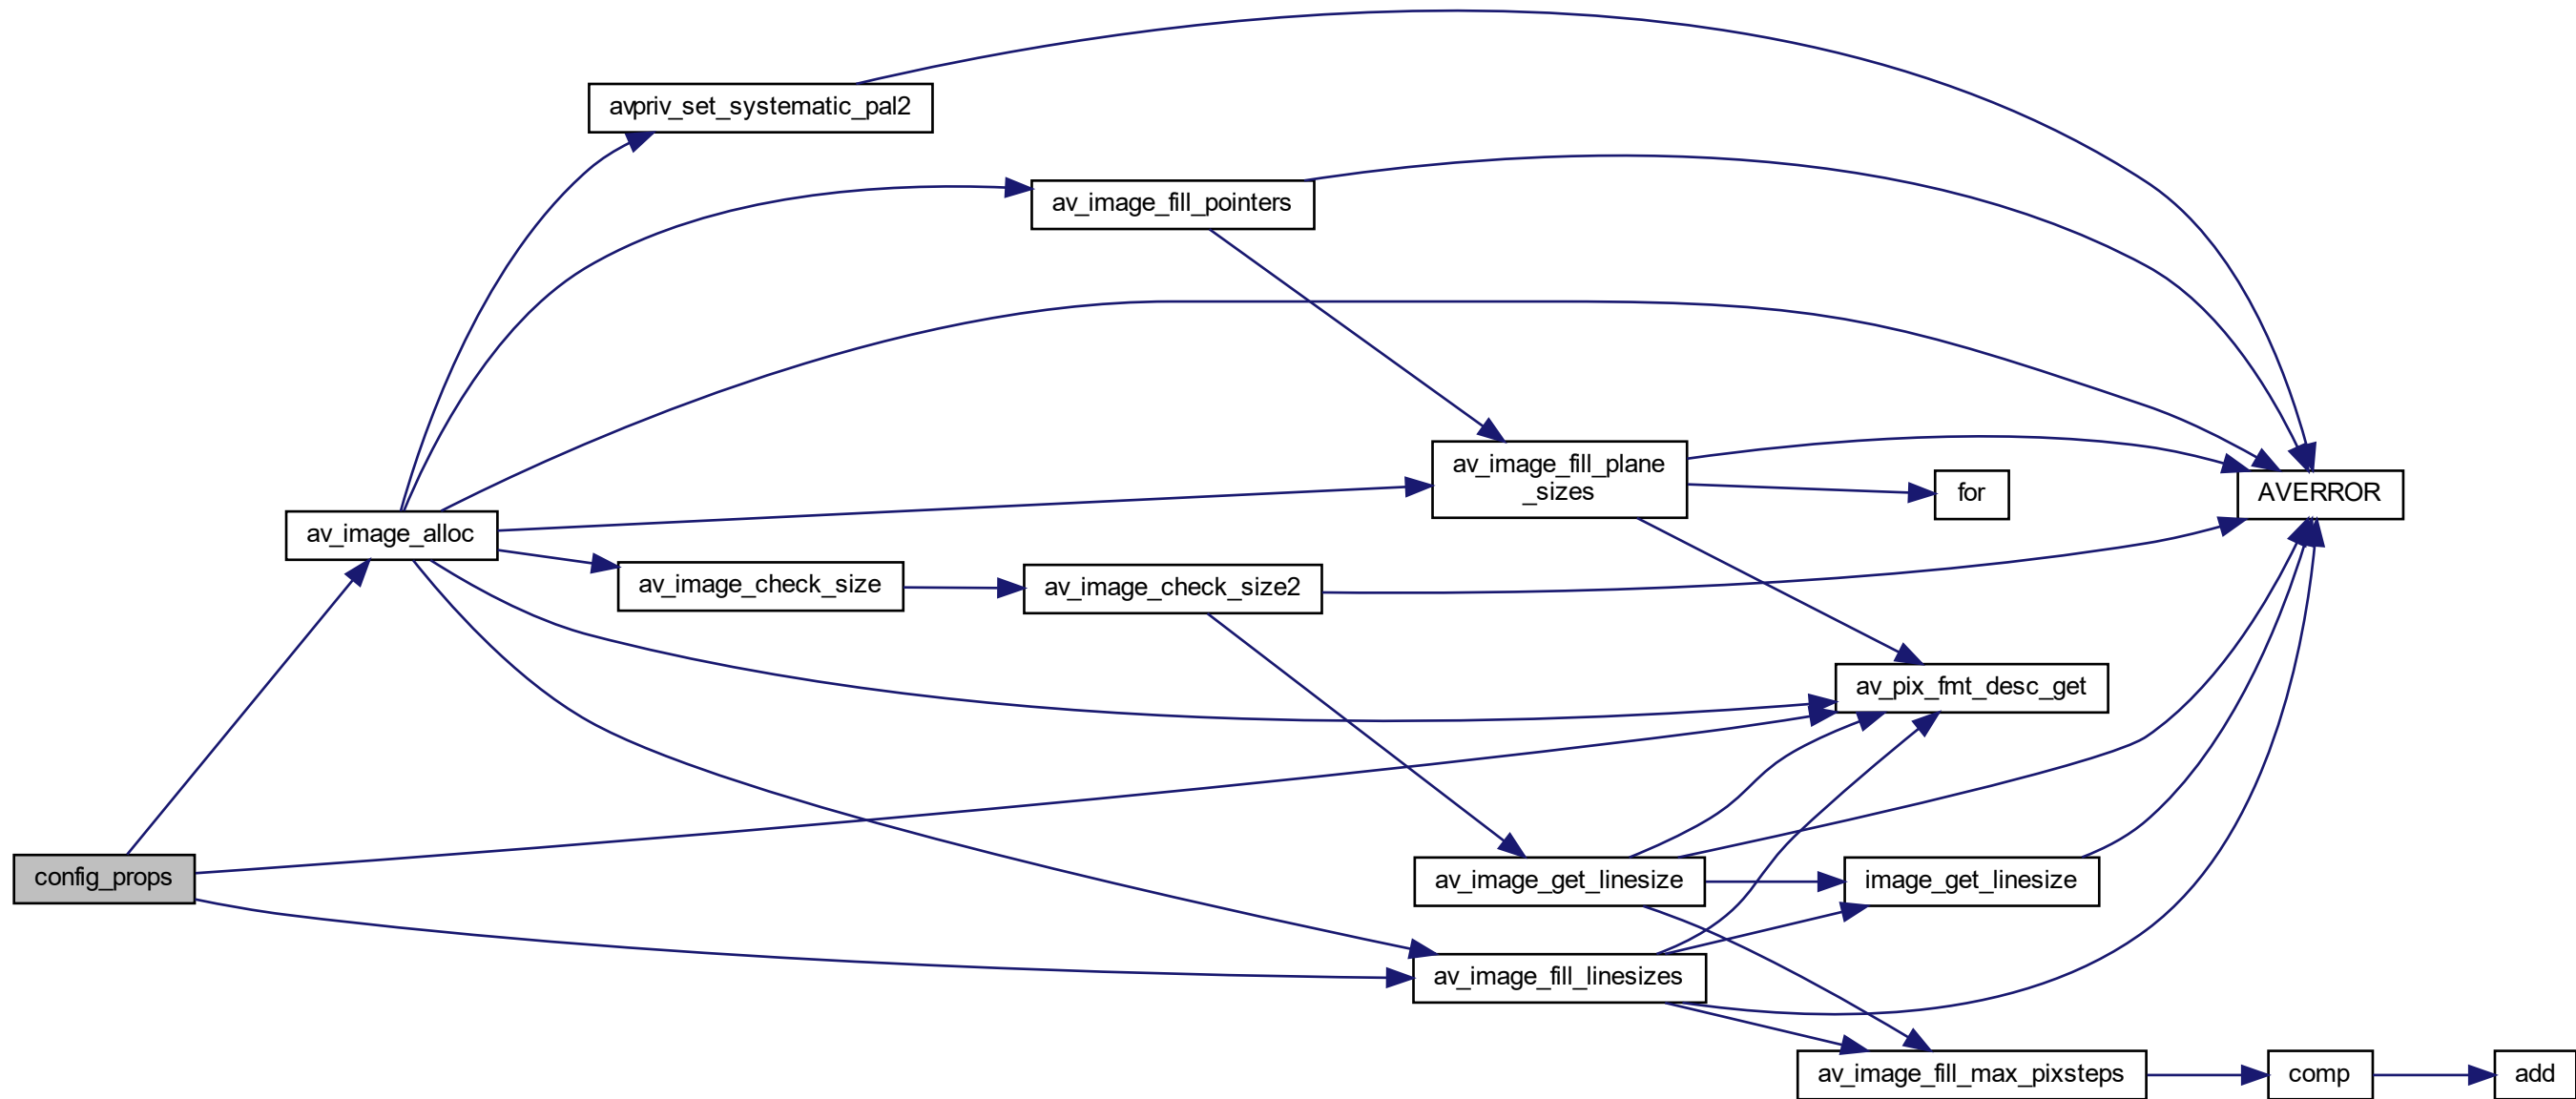 avpriv_set_systematic_pal2
av_image_fill_pointers
av_image_fill_plane
_sizes
for
AVERROR
av_image_alloc
av_image_check_size
av_image_check_size2
av_pix_fmt_desc_get
config_props
av_image_get_linesize
image_get_linesize
av_image_fill_linesizes
av_image_fill_max_pixsteps
comp
add